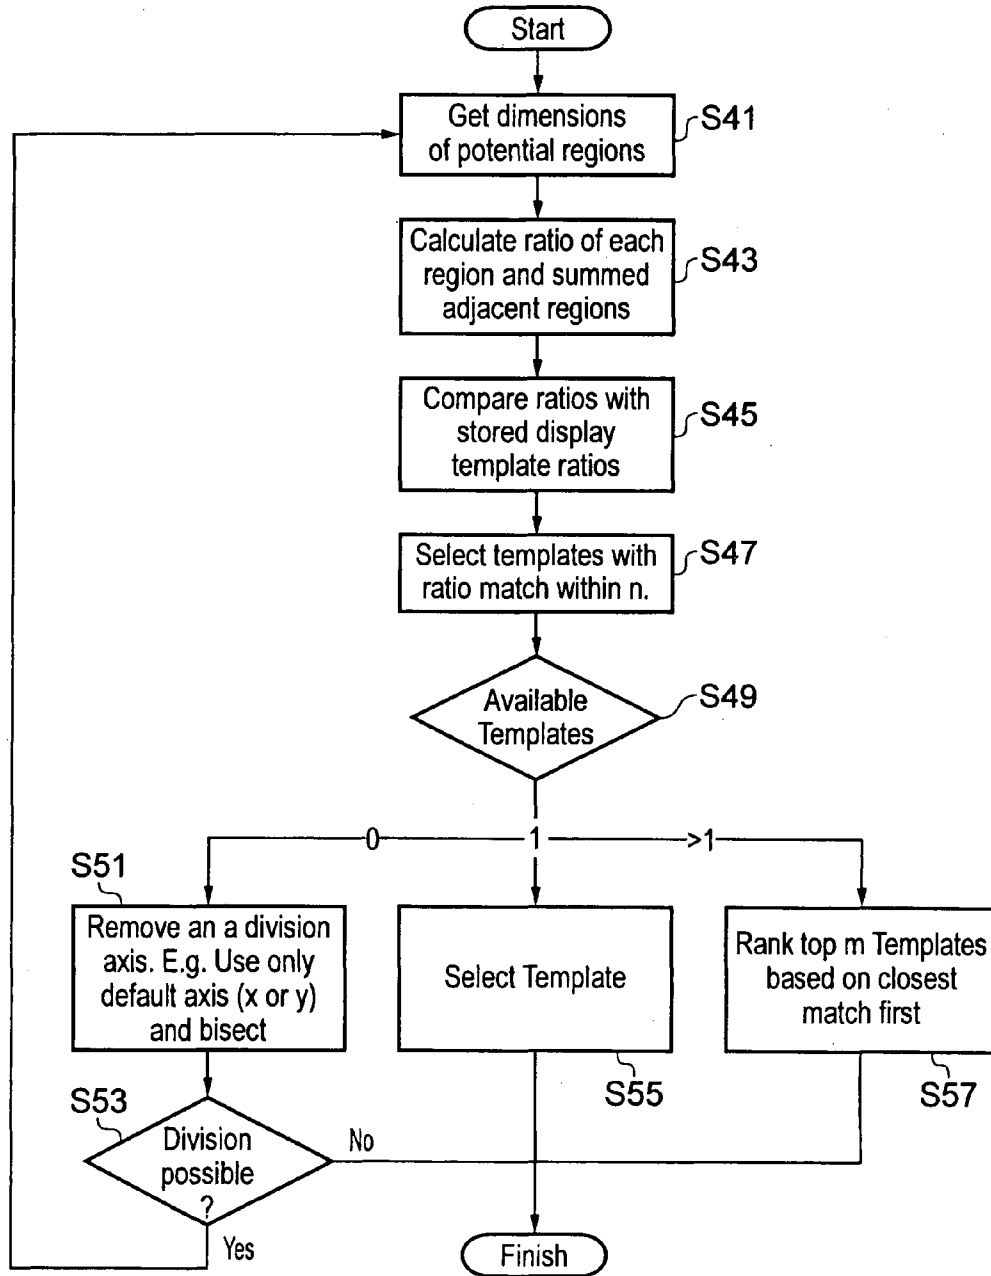 Start
Get dimensions
of potential regions
S41
Calculate ratio of each
region and summed
adjacent regions
S43
Compare ratios with
stored display
template ratios
S45
Select templates with
ratio match within n.
S47
Available
Templates
S49
0
1
>1
S51
Remove an a division
axis. E.g. Use only
default axis (x or y)
and bisect
Select Template
S55
Rank top m Templates
based on closest
match first
S57
S53
Division
possible
?
No
Yes
Finish